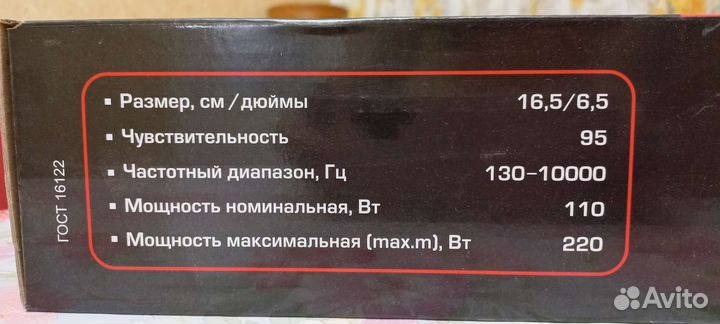 Размер, см/дюймы 16,5/6,5
Чувствительность 95
Частотный диапазон, Гц 130-10000
Мощность номинальная, Вт 110
Мощность максимальная (max.m), Вт 220
ГОСТ 16122
Avito